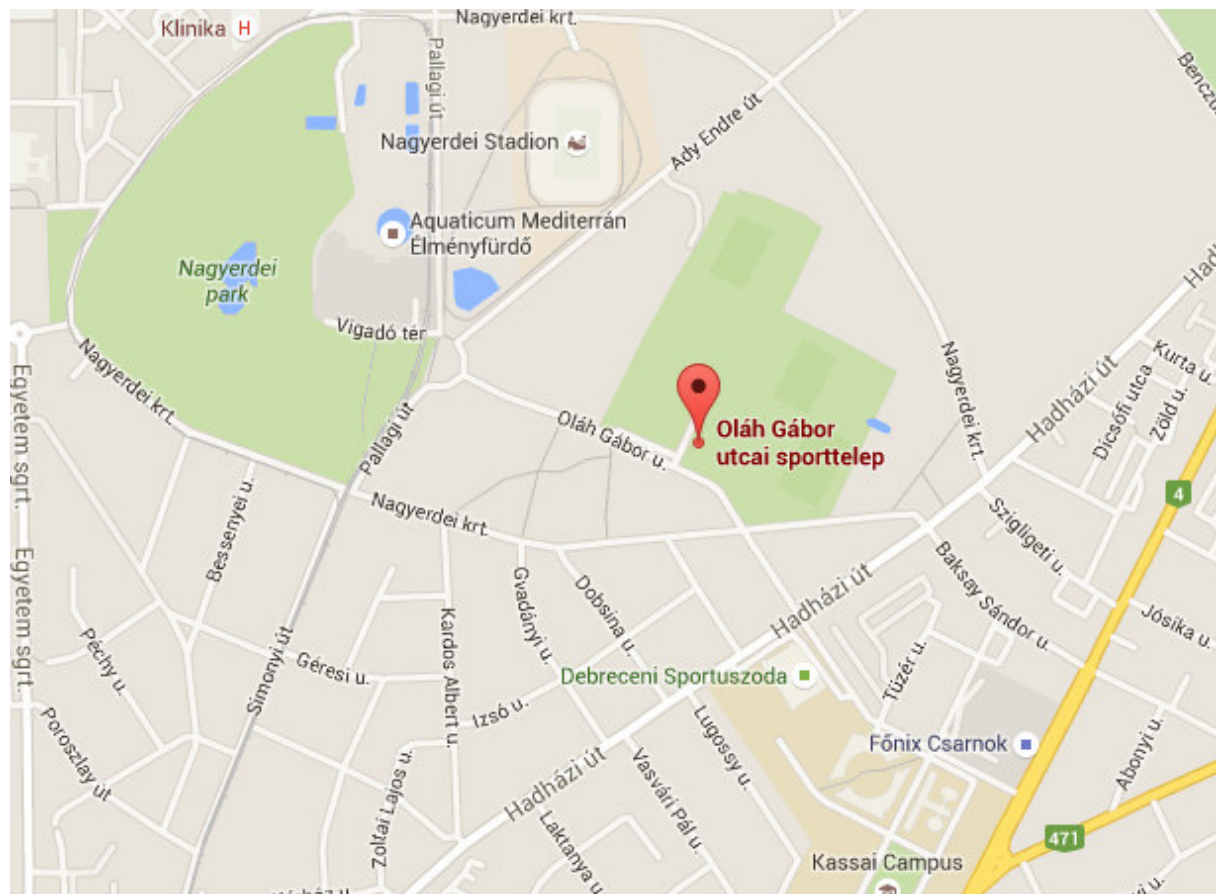 Nagyerdei krt.
Klinika
H
Pallagi út
Nagyerdei Stadion
Ady Endre út
Aquaticum Mediterrán
Élményfürdő
Nagyerdei
park
Vigadó tér
Hadházi út
Kurta u.
Dicsófi utca
Zöld u.
Nagyerdei krt.
Nagyerdei krt.
Egyetem sgrt.
Pallagi út
Oláh Gábor u.
Oláh Gábor
utcai sporttelep
4
Nagyerdei krt.
Bessenyei u.
Szigligeti u.
Egyetem sgrt.
Gvadányi u.
Dobsina u.
Hadházi út
Baksay Sándor u.
Jósika u.
Péchy u.
Simonyi út
Géresi u.
Kardos Albert u.
Debreceni Sportuszoda
Tüzér u.
Izsó u.
Lugossy u.
Poroszlay út
Főnix Csarnok
Abonyi u.
Hadházi út
Zoltai Lajos u.
Vasvári Pál u.
471
Laktanya u.
Kassai Campus